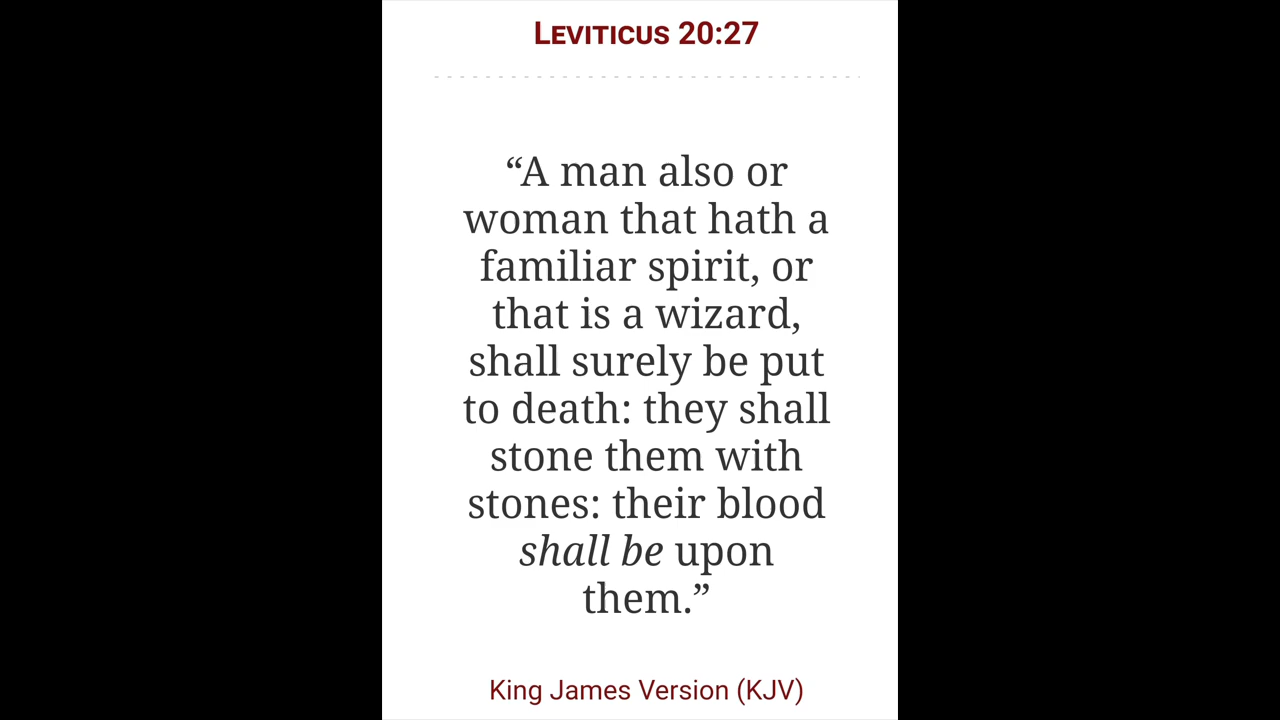 Leviticus 20:27
“A man also or
woman that hath a
familiar spirit, or
that is a wizard,
shall surely be put
to death: they shall
stone them with
stones: their blood
shall be upon
them.”
King James Version (KJV)